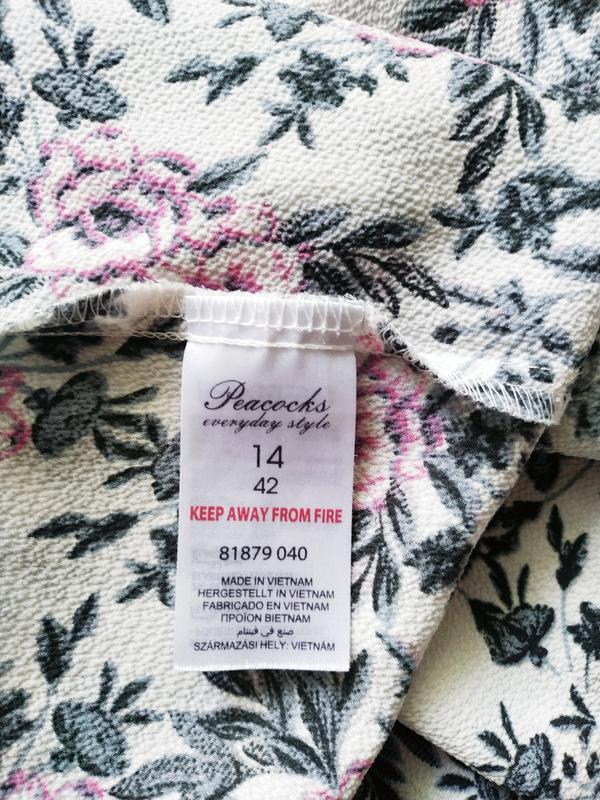 Peacocks
everyday style
14
42
KEEP AWAY FROM FIRE
81879 040
MADE IN VIETNAM
HERGESTELLT IN VIETNAM
FABRICADO EN VIETNAM
ΠΡΟΪΟΝ ΒΙΕΤΝΑΜ
صنع في فيتنام
SZÁRMAZÁSI HELY: VIETNÁM